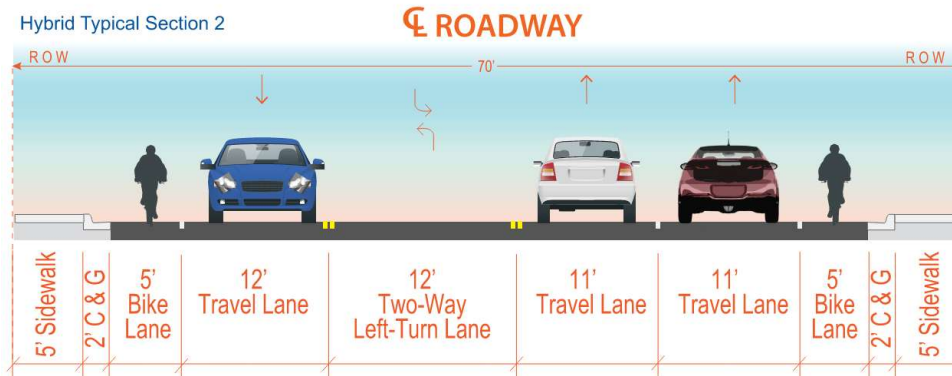 Hybrid Typical Section 2
℄ ROADWAY
ROW
70'
ROW
5' Sidewalk
2' C & G
5'
Bike
Lane
12'
Travel Lane
12'
Two-Way
Left-Turn Lane
11'
Travel Lane
11'
Travel Lane
5'
Bike
Lane
2' C & G
5' Sidewalk